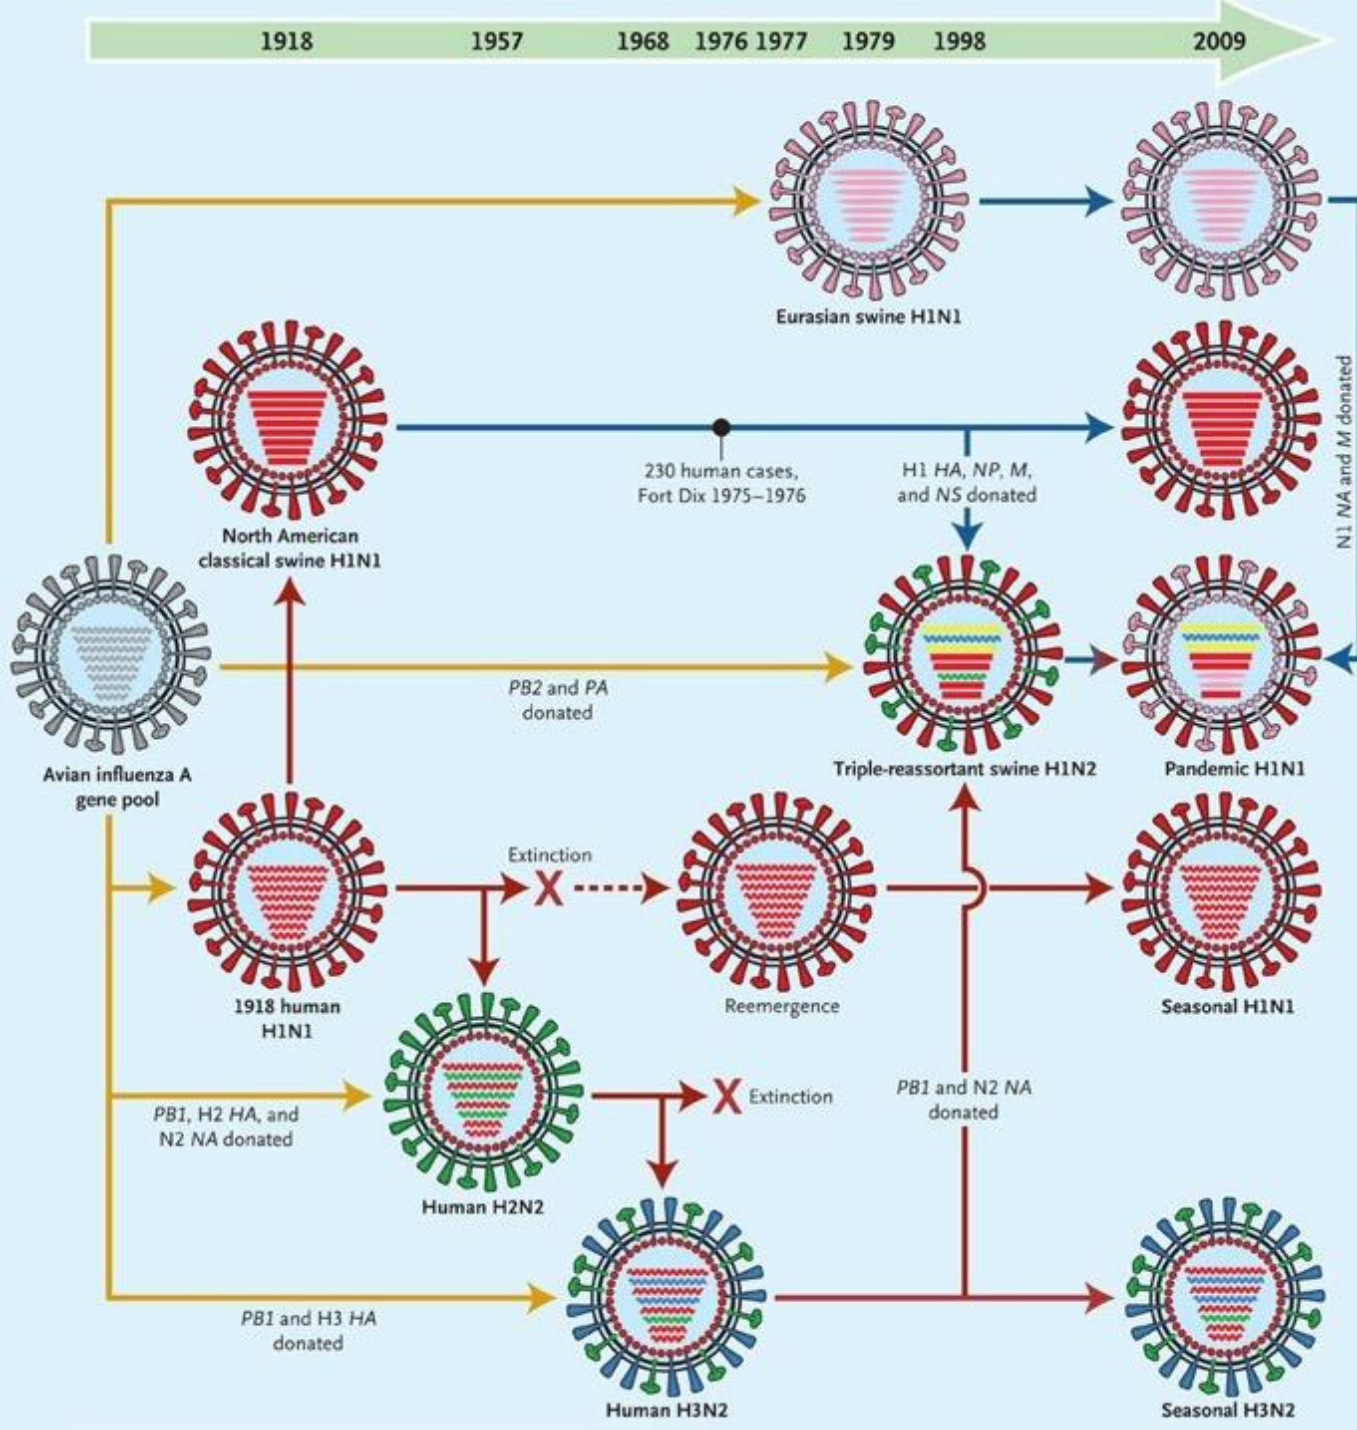 1918 1957 1968 1976 1977 1979 1998 2009
Eurasian swine H1N1
N1 NA and M donated
230 human cases,
Fort Dix 1975–1976
H1 HA, NP, M,
and NS donated
North American
classical swine H1N1
PB2 and PA
donated
Avian influenza A
gene pool
Triple-reassortant swine H1N2
Pandemic H1N1
Extinction
X
1918 human
H1N1
Reemergence
Seasonal H1N1
PB1, H2 HA, and
N2 NA donated
X Extinction
PB1 and N2 NA
donated
Human H2N2
PB1 and H3 HA
donated
Human H3N2
Seasonal H3N2